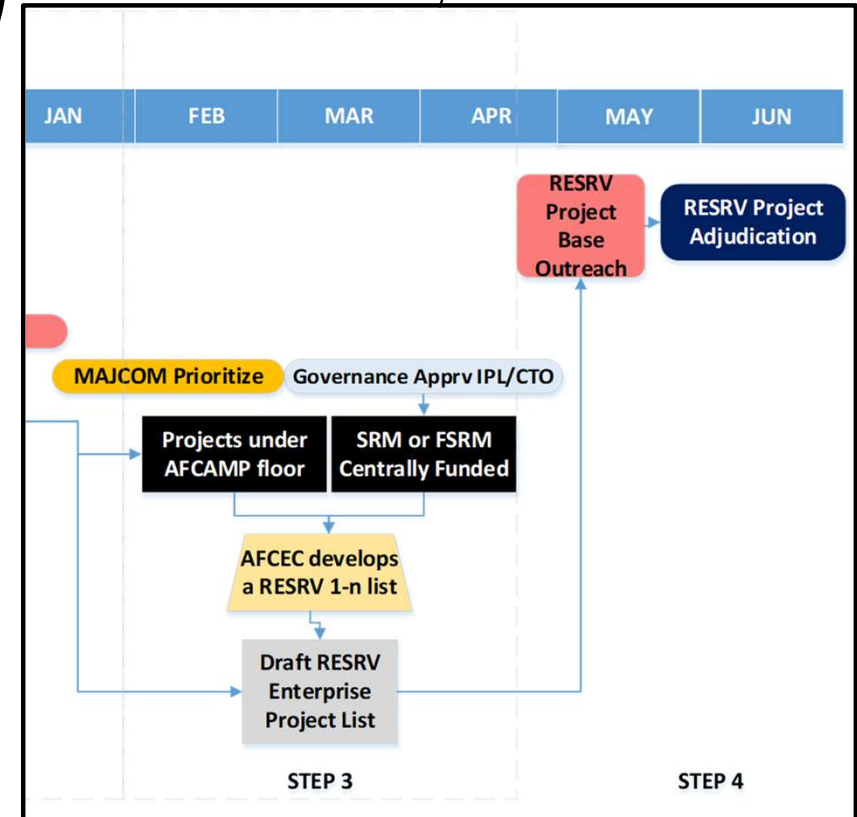 JAN FEB MAR APR MAY JUN
RESRV
Project
Base
Outreach
RESRV Project
Adjudication
MAJCOM Prioritize
Governance Apprv IPL/CTO
Projects under
AFCAMP floor
SRM or FSRM
Centrally Funded
AFCEC develops
a RESRV 1-n list
Draft RESRV
Enterprise
Project List
STEP 3
STEP 4